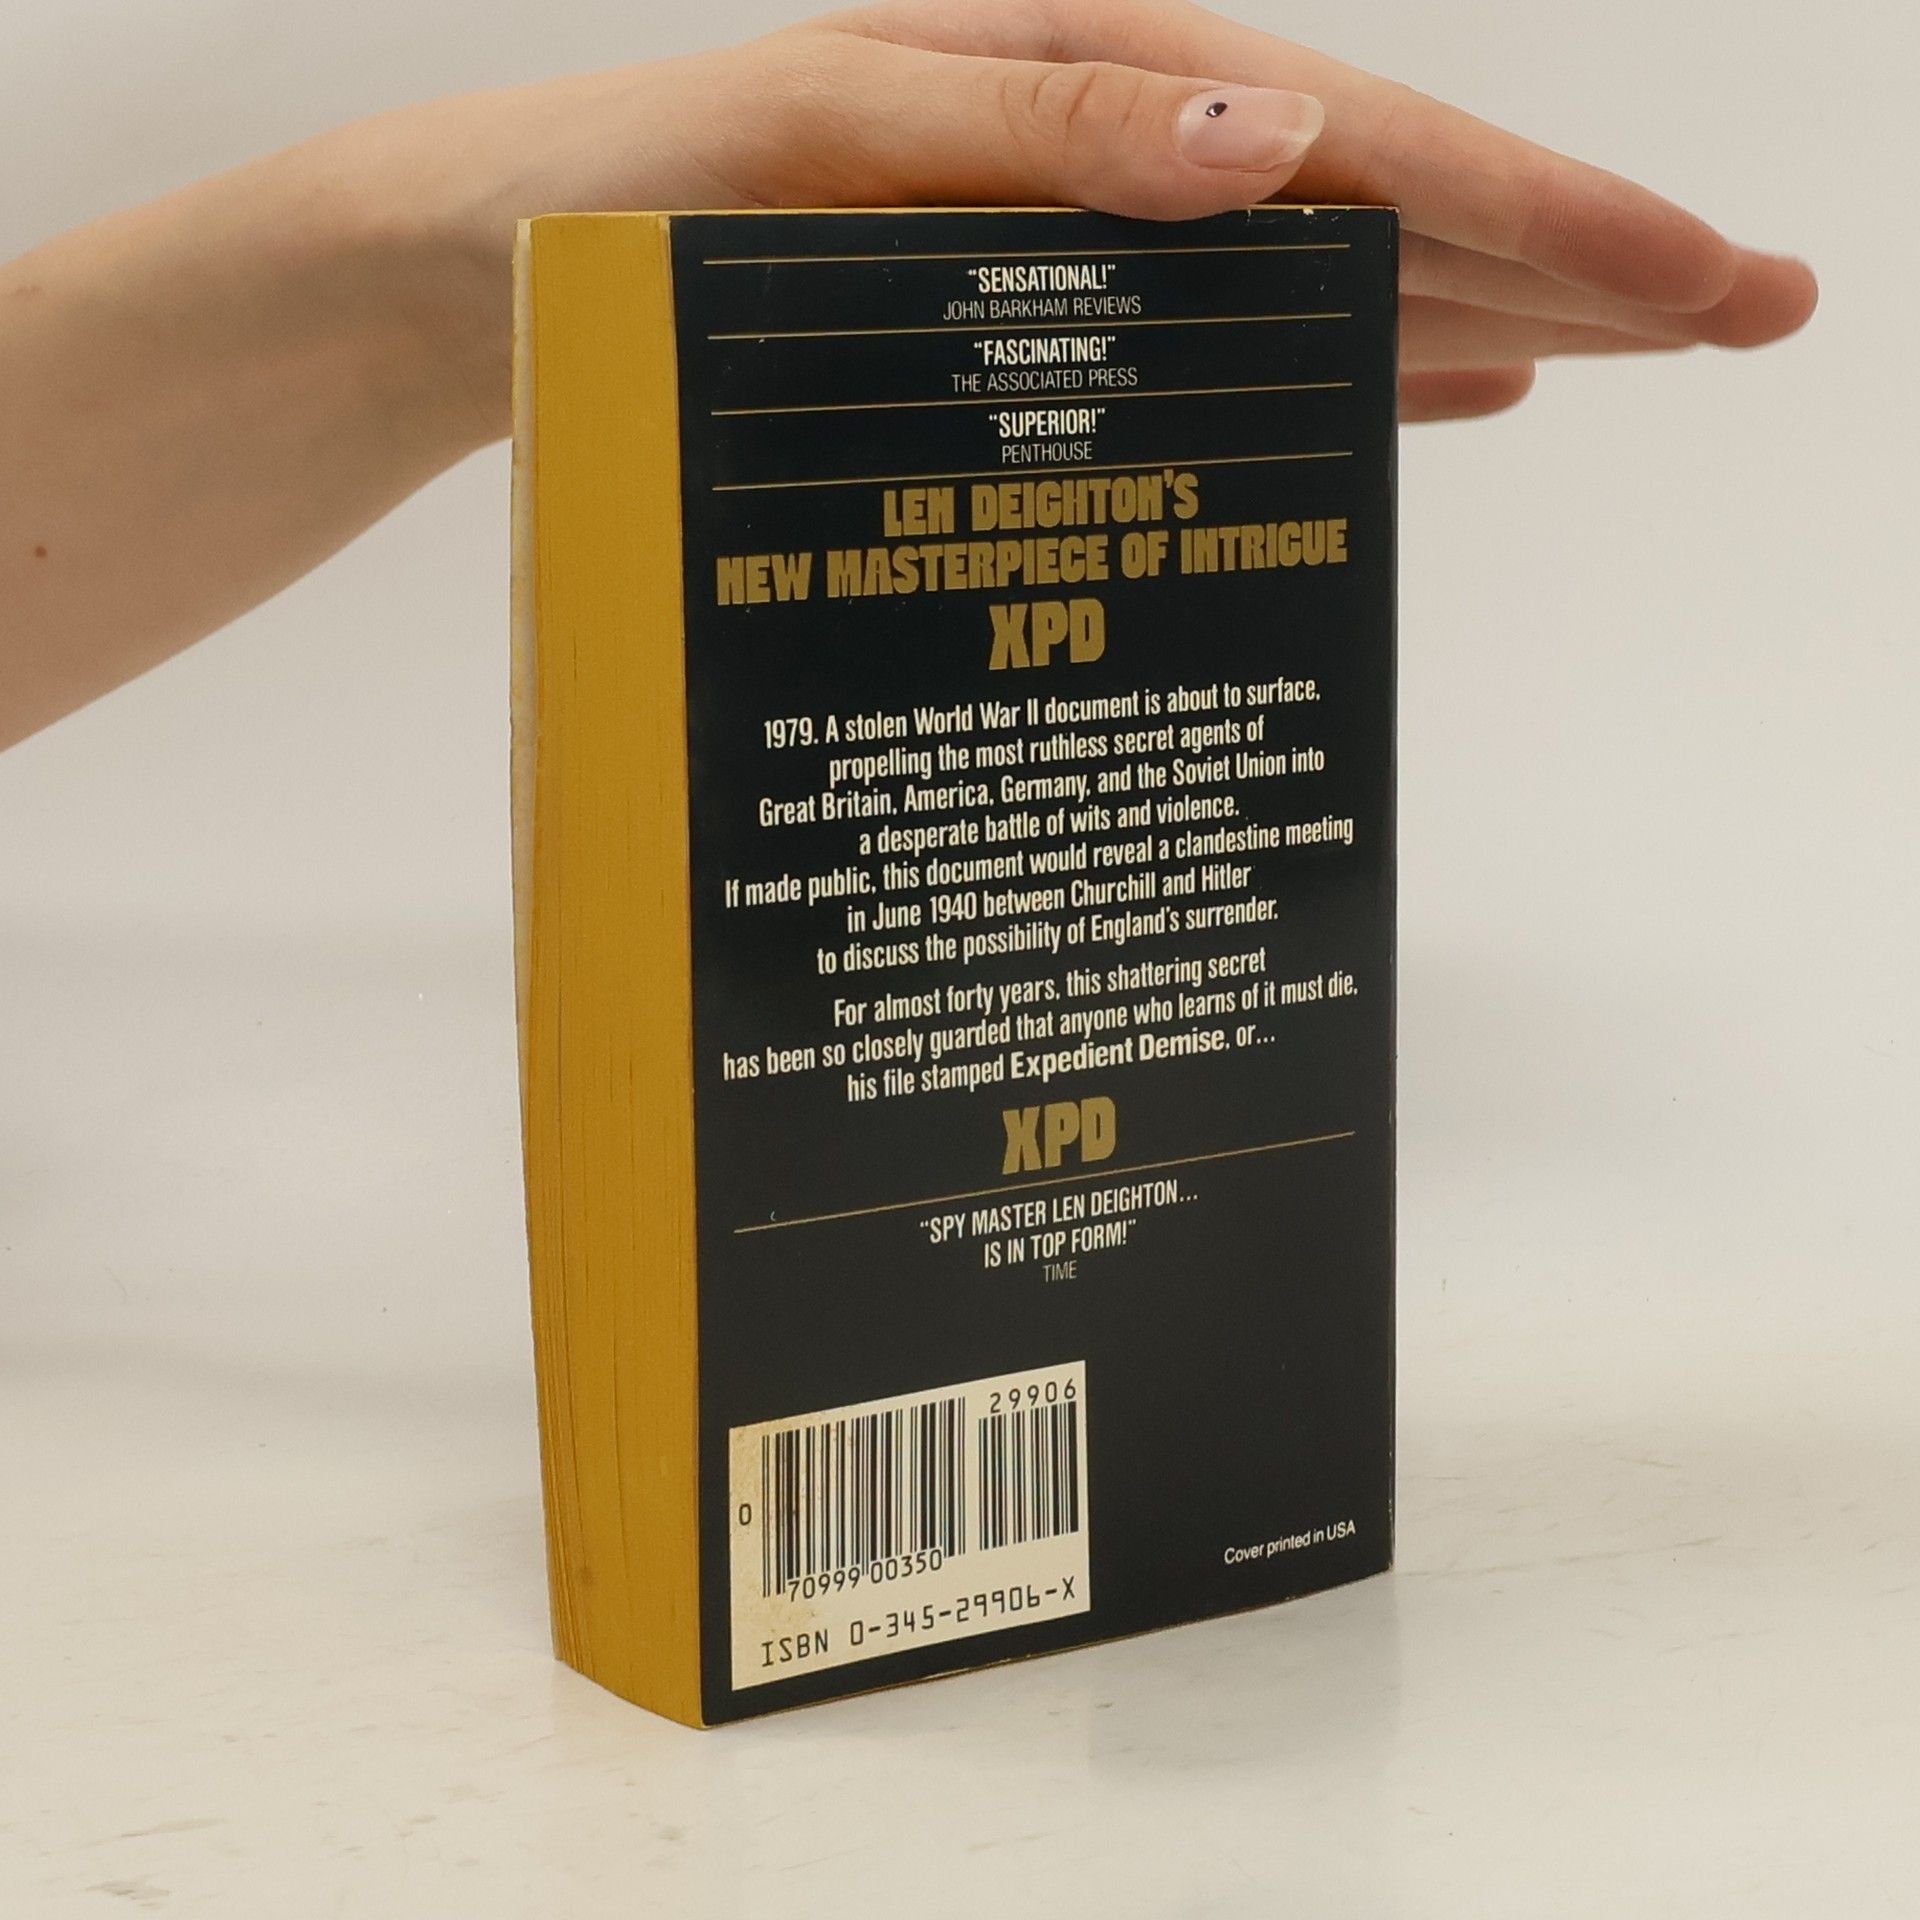 "SENSATIONAL!"
JOHN BARKHAM REVIEWS
"FASCINATING!"
THE ASSOCIATED PRESS
"SUPERIOR!"
PENTHOUSE
LEN DEIGHTON'S
NEW MASTERPIECE OF INTRIGUE
XPD
1979. A stolen World War II document is about to surface,
propelling the most ruthless secret agents of
Great Britain, America, Germany, and the Soviet Union into
a desperate battle of wits and violence.
If made public, this document would reveal a clandestine meeting
in June 1940 between Churchill and Hitler
to discuss the possibility of England's surrender.
For almost forty years, this shattering secret
has been so closely guarded that anyone who learns of it must die,
his file stamped Expedient Demise, or...
XPD
"SPY MASTER LEN DEIGHTON...
IS IN TOP FORM!"
TIME
29906
0
70999 00350
ISBN 0-345-29906-X
Cover printed in USA